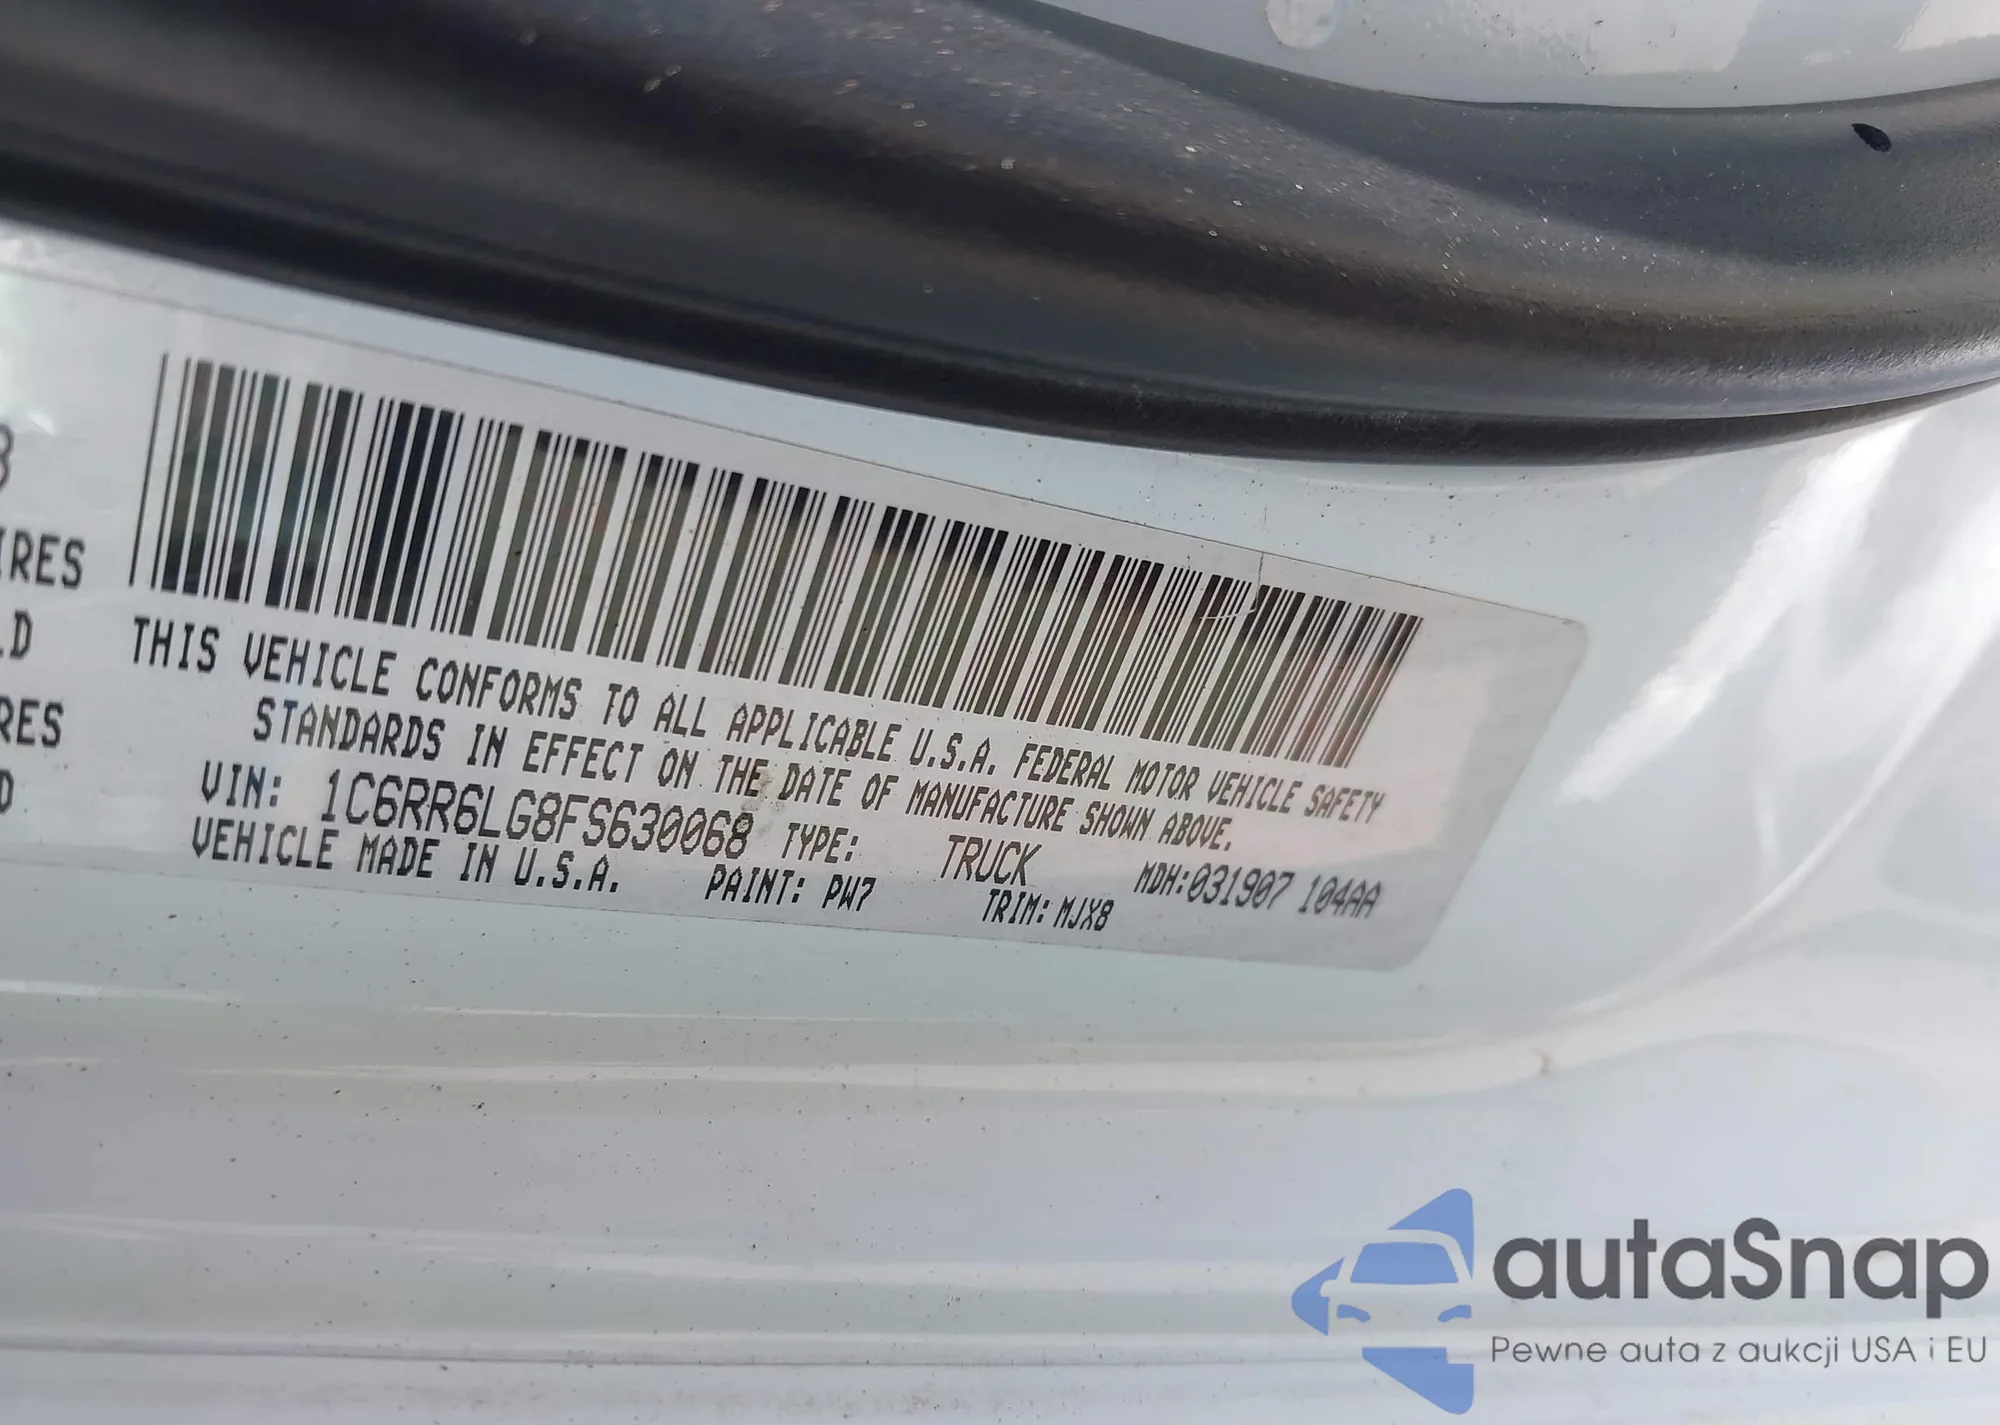 3
IRES
LD
RES
D
THIS VEHICLE CONFORMS TO ALL APPLICABLE U.S.A. FEDERAL MOTOR VEHICLE SAFETY
STANDARDS IN EFFECT ON THE DATE OF MANUFACTURE SHOWN ABOVE.
VIN: 1C6RR6LG8FS630068 TYPE: TRUCK MDH:031907 104AA
VEHICLE MADE IN U.S.A. PAINT: PW7 TRIM: MJX8
autaSnap
Pewne auta z aukcji USA i EU